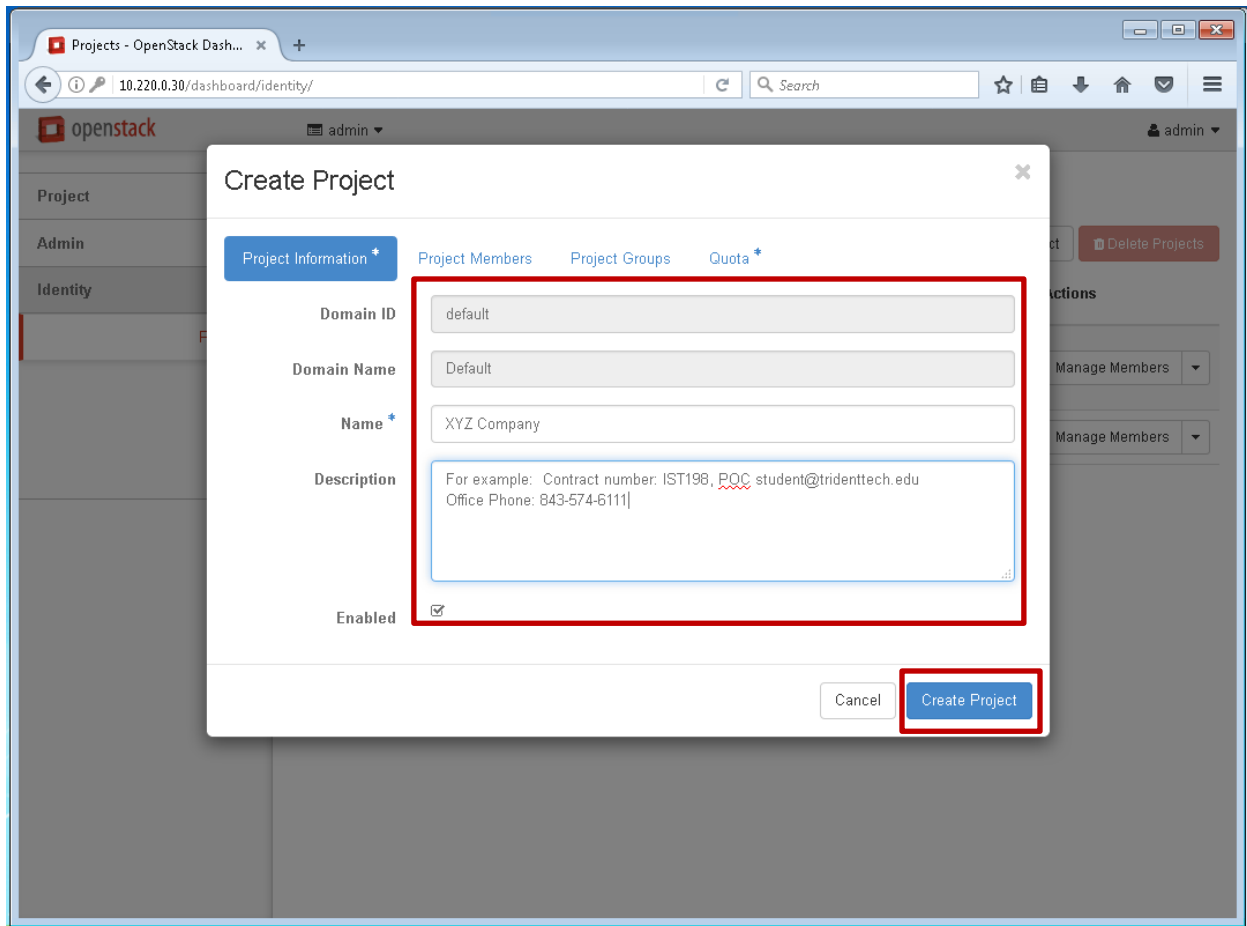 Projects - OpenStack Dash...
10.220.0.30/dashboard/identity/
Search
openstack
admin
admin
Create Project
Project
Admin
Identity
Delete Projects
Project Information *
Project Members
Project Groups
Quota *
Domain ID
default
Domain Name
Default
Manage Members
Name *
XYZ Company
Manage Members
Description
For example: Contract number: IST198, POC student@tridenttech.edu
Office Phone: 843-574-6111
Enabled
Cancel
Create Project